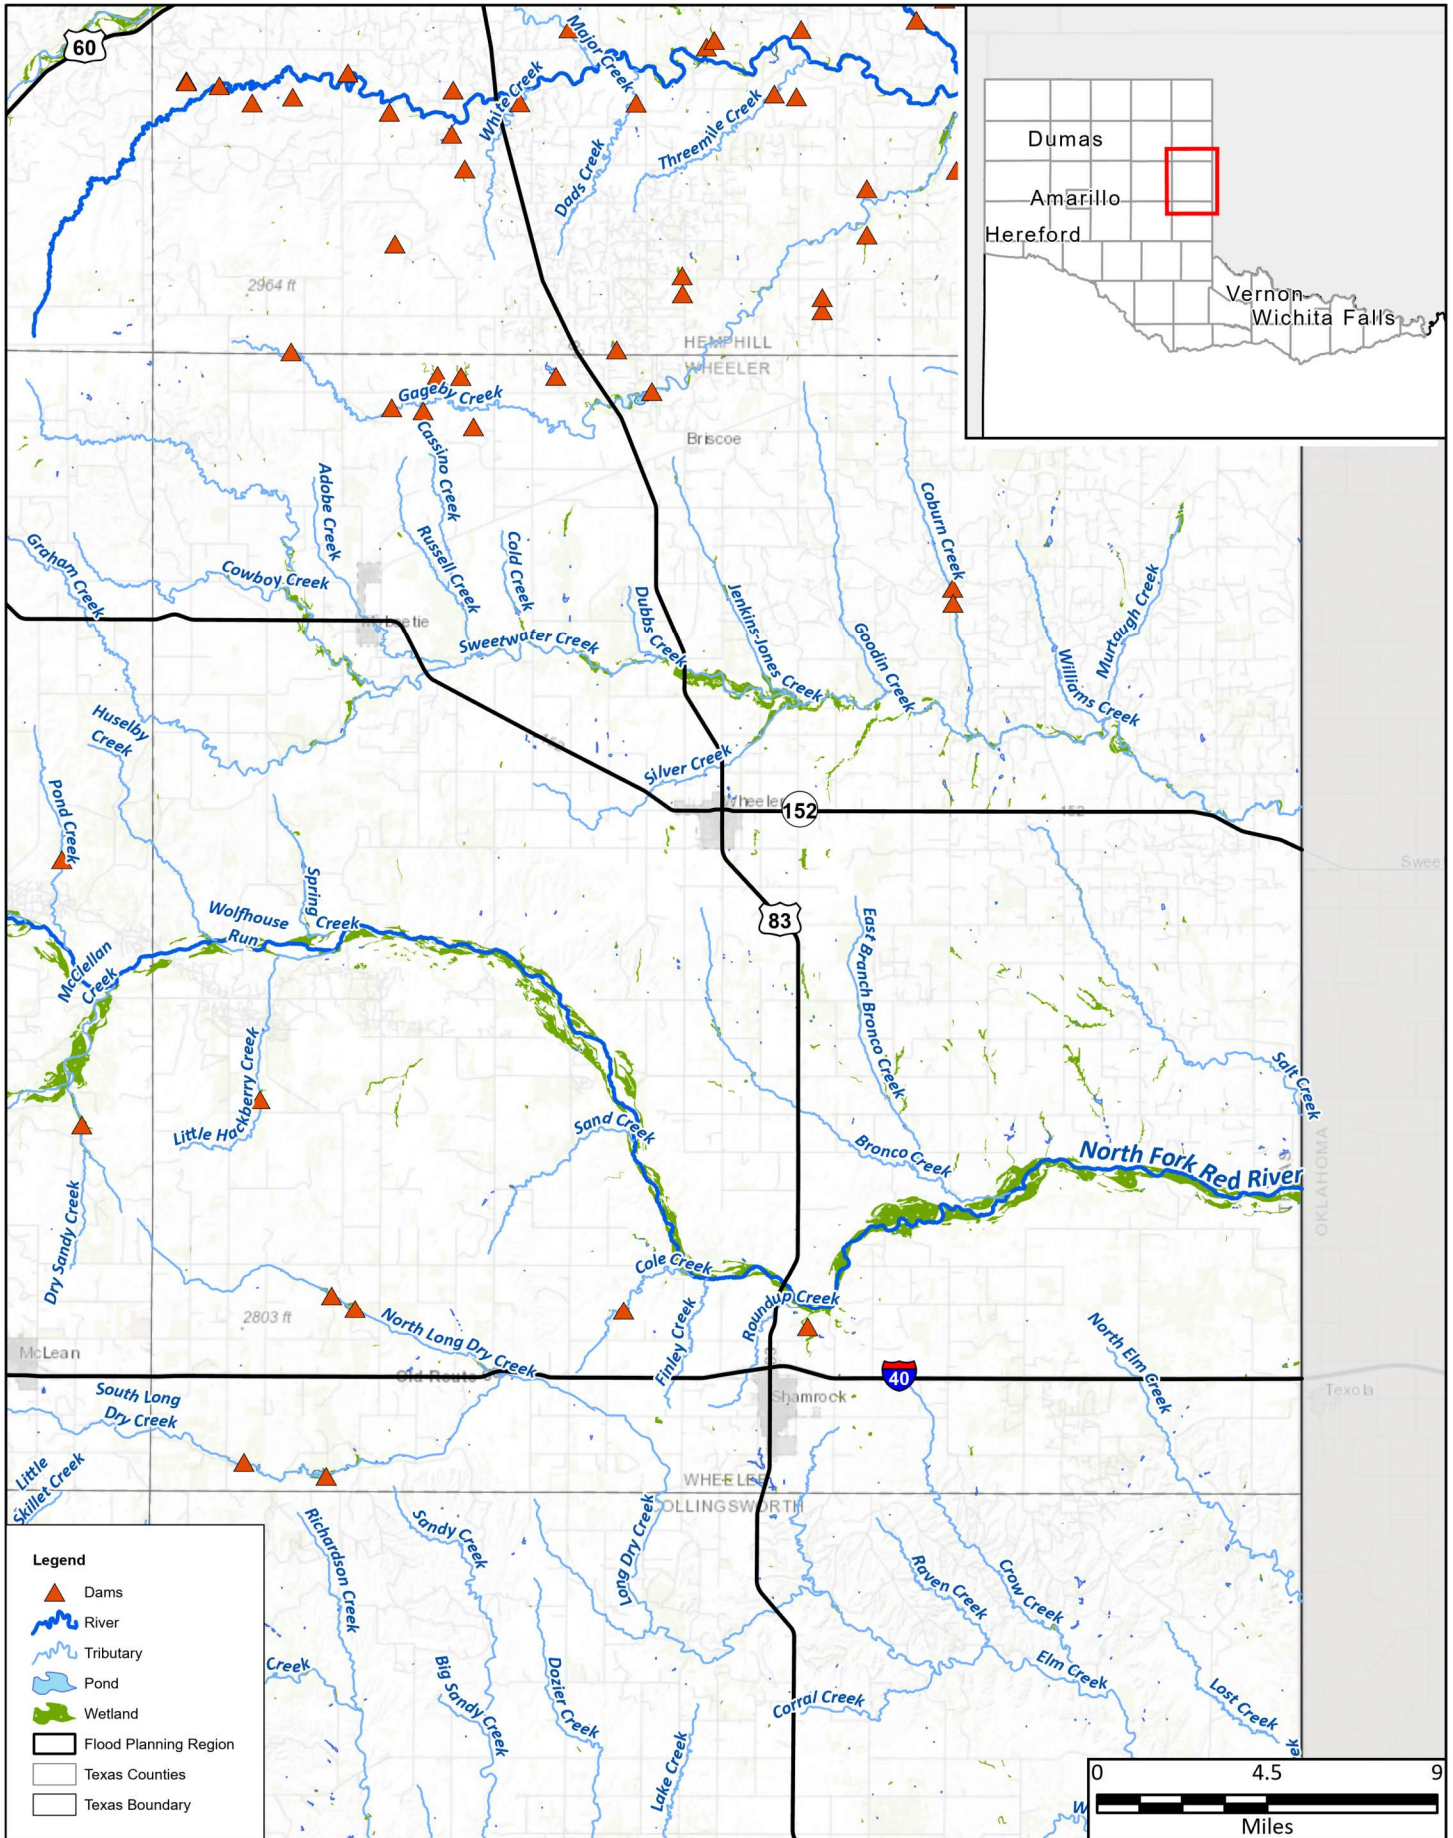 60
Major Creek
White Creek
Dads Creek
Threemile Creek
2964 ft
HEMPHILL
WHEELER
Gageby Creek
Briscoe
Cassino Creek
Adobe Creek
Russell Creek
Cold Creek
Coburn Creek
Graham Creek
Cowboy Creek
Dubbs Creek
Jenkins-Jones Creek
Goodin Creek
Murtaugh Creek
Williams Creek
Sweetwater Creek
Huselby
Creek
Silver Creek
Wheeler
152
152
Pond Creek
Swee
83
Spring
Creek
Wolfhouse
Run
McClellan
Creek
East Branch Bronco Creek
Little Hackberry Creek
Sand Creek
Salt Creek
Bronco Creek
North Fork Red River
TEXAS
OKLAHOMA
Dry Sandy Creek
Cole Creek
Roundup Creek
Finley Creek
2803 ft
North Long Dry Creek
North Elm Creek
McLean
Old Route
40
Texola
Shamrock
South Long
Dry Creek
Little
Skillet Creek
WHEELER
COLLINGSWORTH
Richardson Creek
Sandy Creek
Long Dry Creek
Raven Creek
Crow Creek
Elm Creek
Corral Creek
Lost Creek
Creek
Big Sandy Creek
Dozier Creek
Lake Creek
Dumas
Amarillo
Hereford
Vernon
Wichita Falls
Legend
Dams
River
Tributary
Pond
Wetland
Flood Planning Region
Texas Counties
Texas Boundary
0 4.5 9
Miles